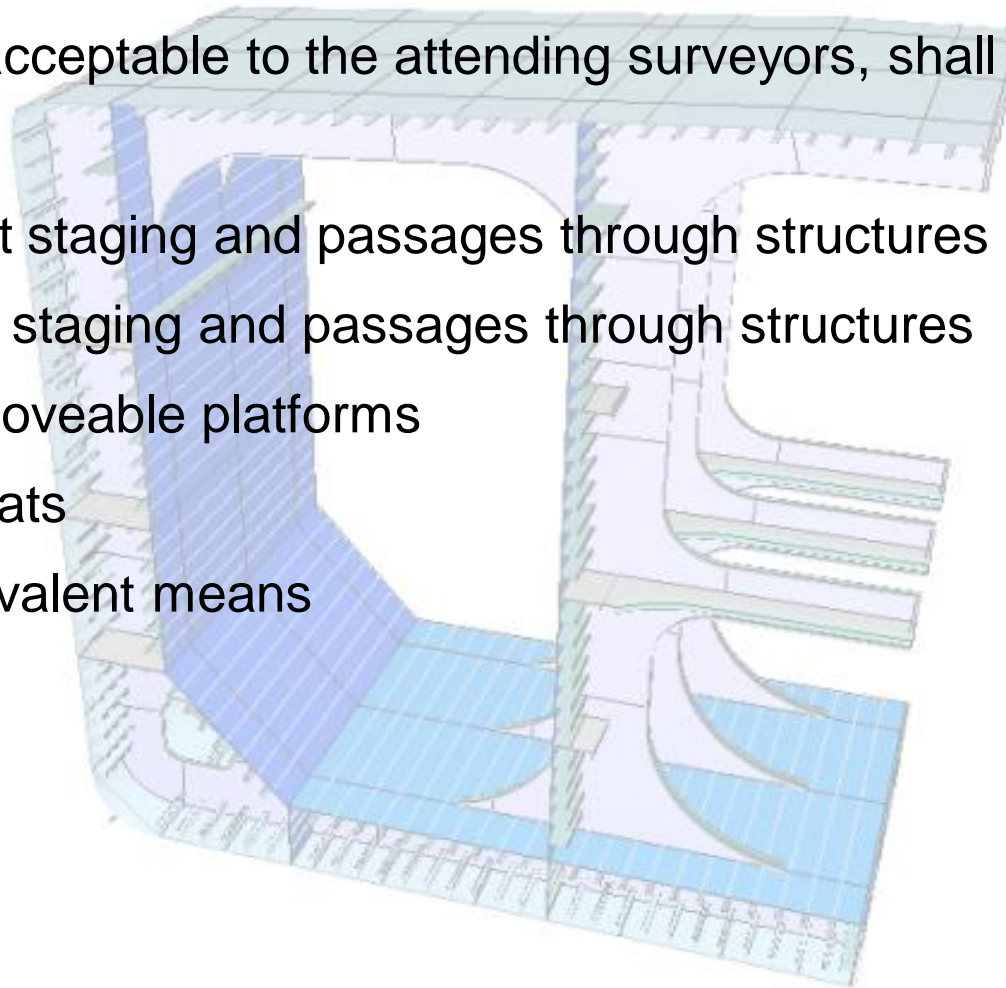 cceptable to the attending surveyors, shall
t staging and passages through structures
staging and passages through structures
oveable platforms
ats
valent means